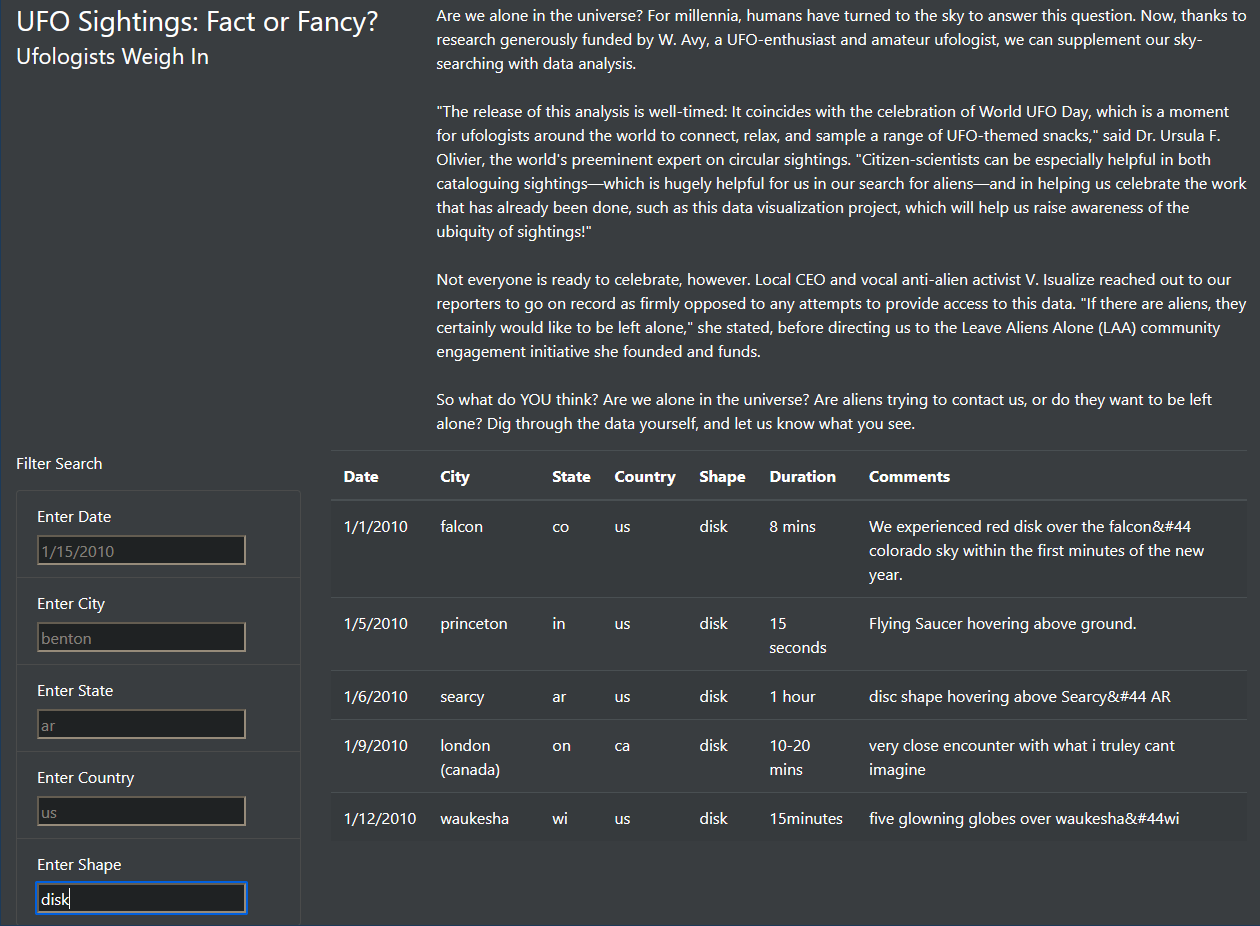 UFO Sightings: Fact or Fancy?
Ufologists Weigh In
Are we alone in the universe? For millennia, humans have turned to the sky to answer this question. Now, thanks to
research generously funded by W. Avy, a UFO-enthusiast and amateur ufologist, we can supplement our sky-
searching with data analysis.
"The release of this analysis is well-timed: It coincides with the celebration of World UFO Day, which is a moment
for ufologists around the world to connect, relax, and sample a range of UFO-themed snacks," said Dr. Ursula F.
Olivier, the world's preeminent expert on circular sightings. "Citizen-scientists can be especially helpful in both
cataloguing sightings—which is hugely helpful for us in our search for aliens—and in helping us celebrate the work
that has already been done, such as this data visualization project, which will help us raise awareness of the
ubiquity of sightings!"
Not everyone is ready to celebrate, however. Local CEO and vocal anti-alien activist V. Isualize reached out to our
reporters to go on record as firmly opposed to any attempts to provide access to this data. "If there are aliens, they
certainly would like to be left alone," she stated, before directing us to the Leave Aliens Alone (LAA) community
engagement initiative she founded and funds.
So what do YOU think? Are we alone in the universe? Are aliens trying to contact us, or do they want to be left
alone? Dig through the data yourself, and let us know what you see.
Filter Search
Enter Date
1/15/2010
Enter City
benton
Enter State
ar
Enter Country
us
Enter Shape
disk
Date City State Country Shape Duration Comments
1/1/2010 falcon co us disk 8 mins We experienced red disk over the falcon&#44
colorado sky within the first minutes of the new
year.
1/5/2010 princeton in us disk 15 Flying Saucer hovering above ground.
seconds
1/6/2010 searcy ar us disk 1 hour disc shape hovering above Searcy&#44 AR
1/9/2010 london on ca disk 10-20 very close encounter with what i truley cant
(canada) mins imagine
1/12/2010 waukesha wi us disk 15minutes five glowning globes over waukesha&#44wi